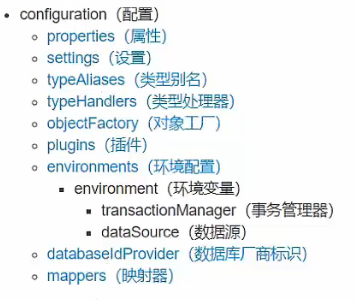 configuration（配置）
properties（属性）
settings（设置）
typeAliases（类型别名）
typeHandlers（类型处理器）
objectFactory（对象工厂）
plugins（插件）
environments（环境配置）
environment（环境变量）
transactionManager（事务管理器）
dataSource（数据源）
databaseIdProvider（数据库厂商标识）
mappers（映射器）